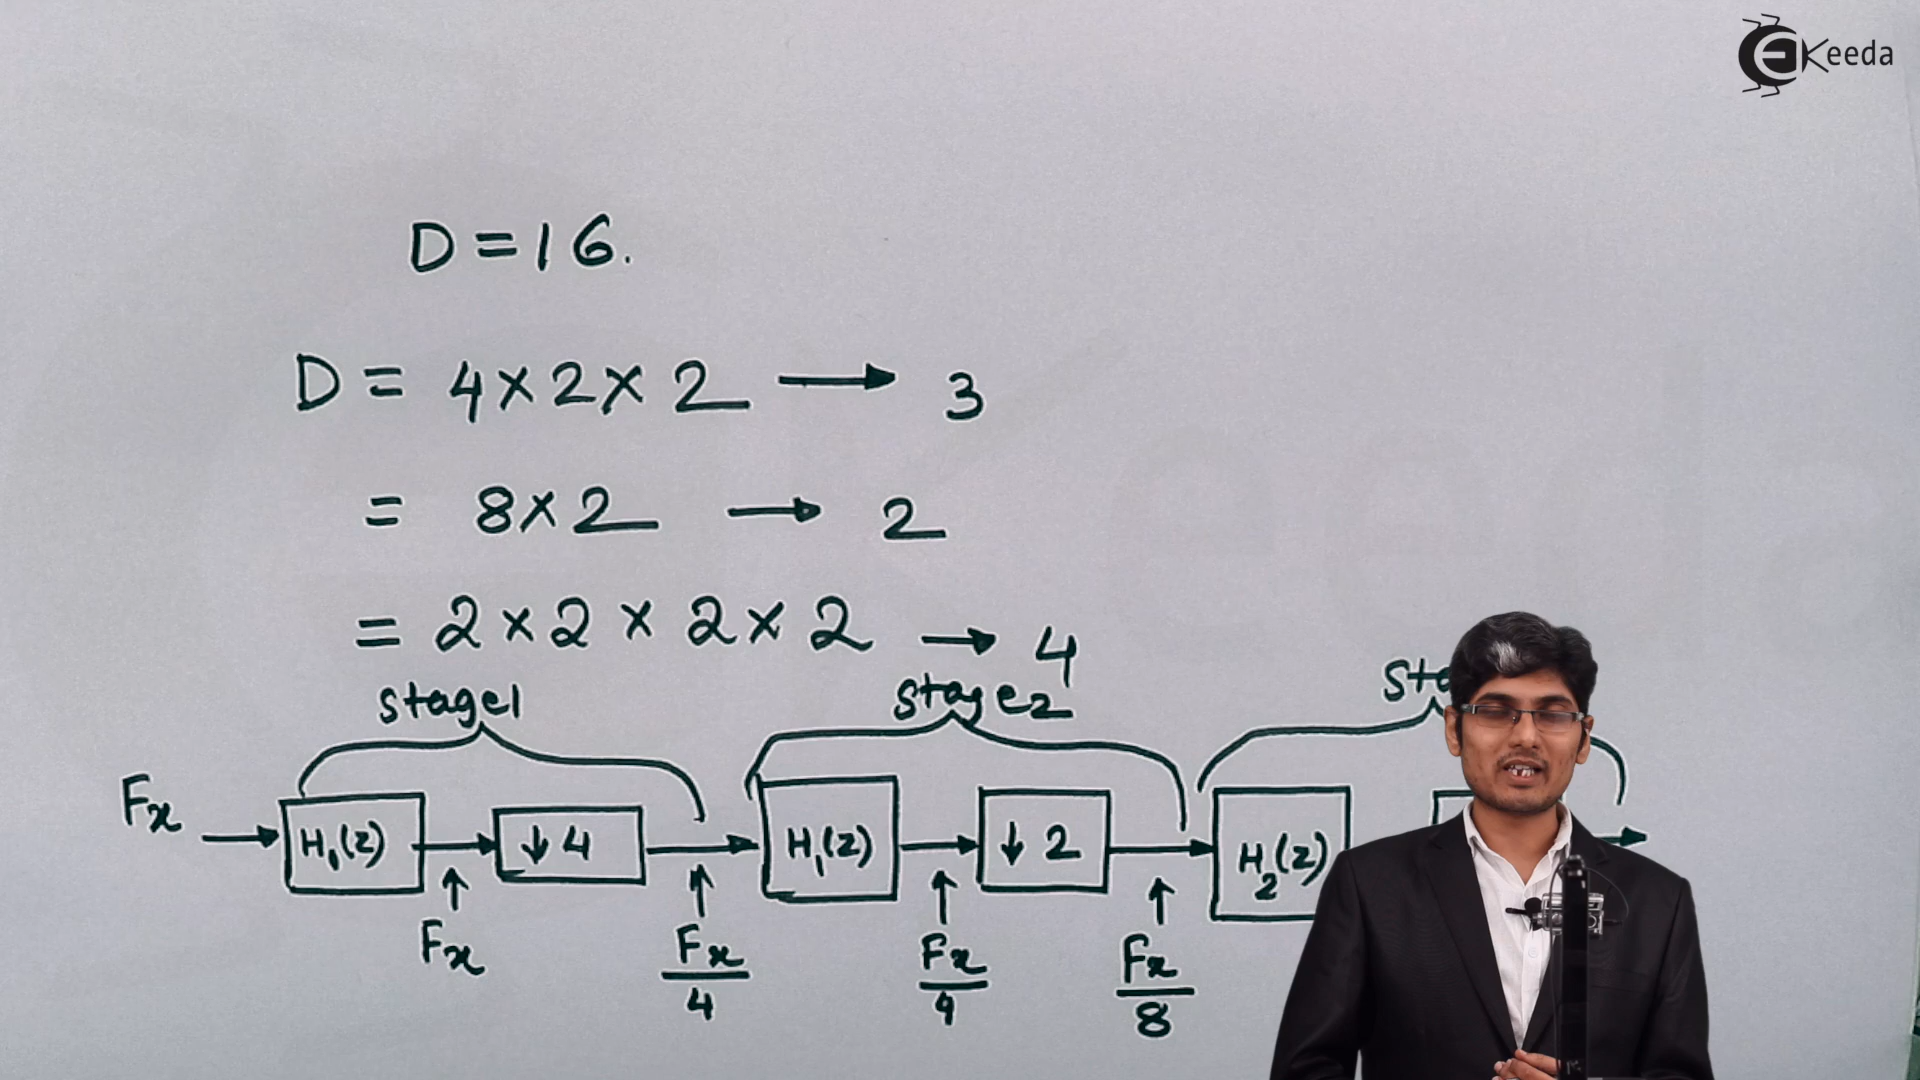 Keeda
D = 16.
D = 4 × 2 × 2 → 3
= 8 × 2 → 2
= 2 × 2 × 2 × 2 → 4
stage1 stage2
Fx → H₁(z) → ↓ 4 → H₁(z) → ↓ 2 → H₂(z)
Fx Fx/4 Fx/4 Fx/8